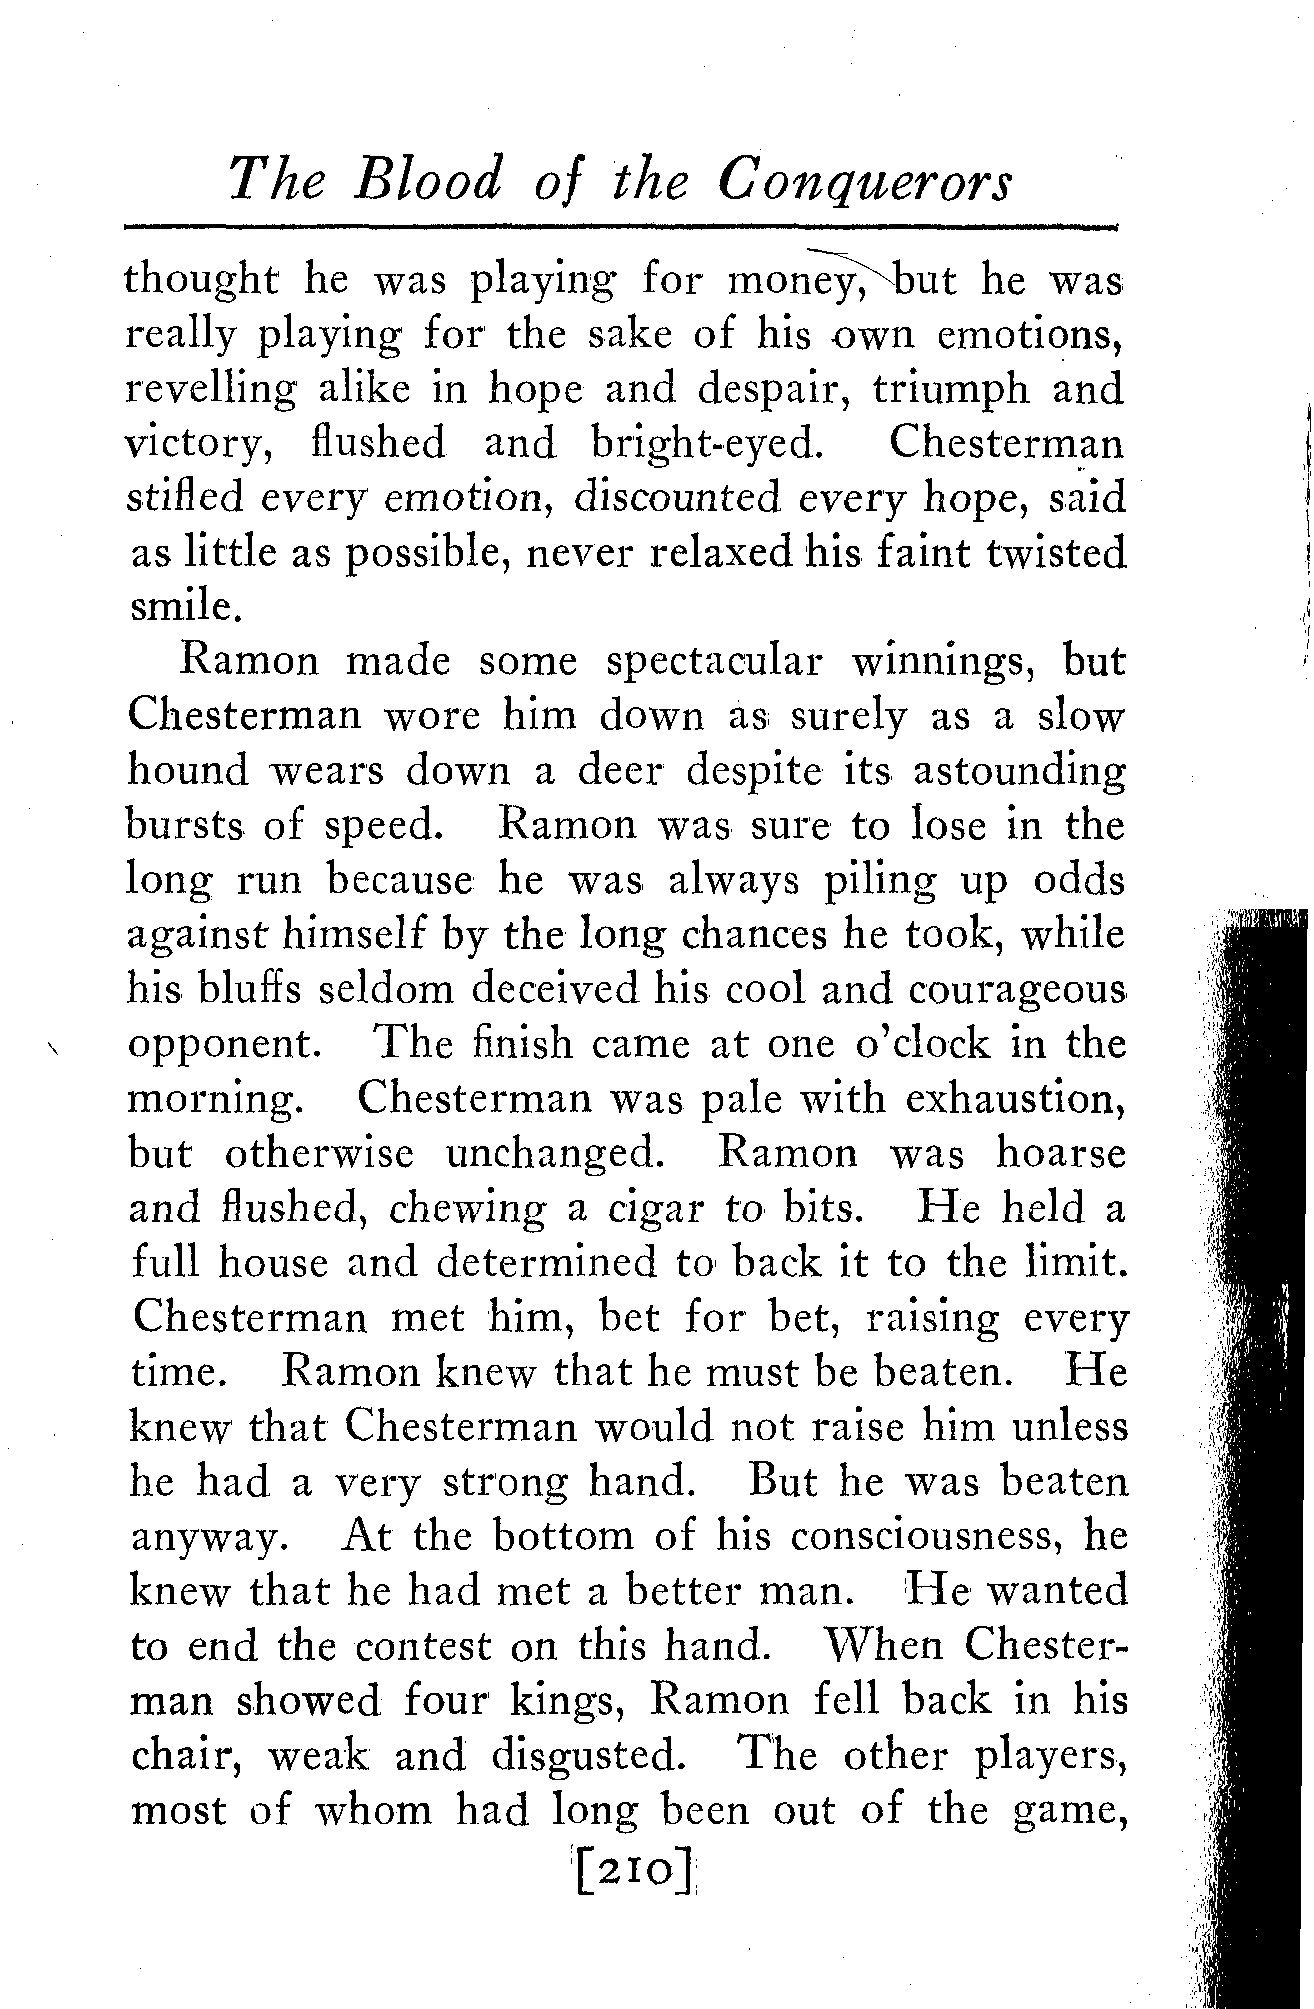 The Blood of the Conquerors
thought he was playing for money, but he was
really playing for the sake of his own emotions,
revelling alike in hope and despair, triumph and
victory, flushed and bright-eyed. Chesterman
stifled every emotion, discounted every hope, said
as little as possible, never relaxed his faint twisted
smile.
Ramon made some spectacular winnings, but
Chesterman wore him down as surely as a slow
hound wears down a deer despite its astounding
bursts of speed. Ramon was sure to lose in the
long run because he was always piling up odds
against himself by the long chances he took, while
his bluffs seldom deceived his cool and courageous
opponent. The finish came at one o'clock in the
morning. Chesterman was pale with exhaustion,
but otherwise unchanged. Ramon was hoarse
and flushed, chewing a cigar to bits. He held a
full house and determined to back it to the limit.
Chesterman met him, bet for bet, raising every
time. Ramon knew that he must be beaten. He
knew that Chesterman would not raise him unless
he had a very strong hand. But he was beaten
anyway. At the bottom of his consciousness, he
knew that he had met a better man. He wanted
to end the contest on this hand. When Chester-
man showed four kings, Ramon fell back in his
chair, weak and disgusted. The other players,
most of whom had long been out of the game,
[210]